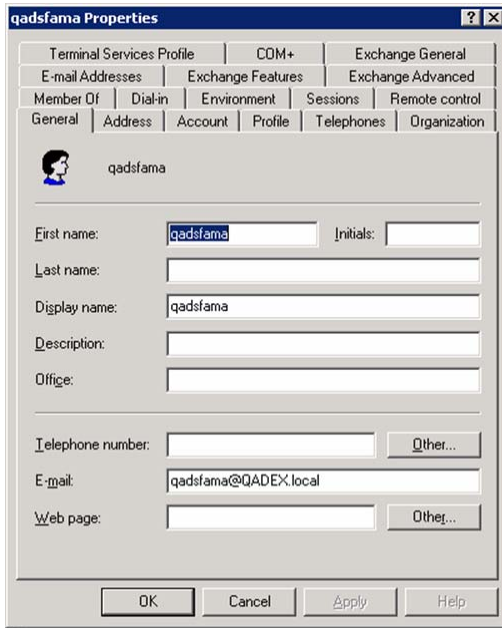 qadsfama Properties
Terminal Services Profile COM+ Exchange General
E-mail Addresses Exchange Features Exchange Advanced
Member Of Dial-in Environment Sessions Remote control
General Address Account Profile Telephones Organization
qadsfama
First name: qadsfama Initials:
Last name:
Display name: qadsfama
Description:
Office:
Telephone number: Other...
E-mail: qadsfama@QADEX.local
Web page: Other...
OK Cancel Apply Help